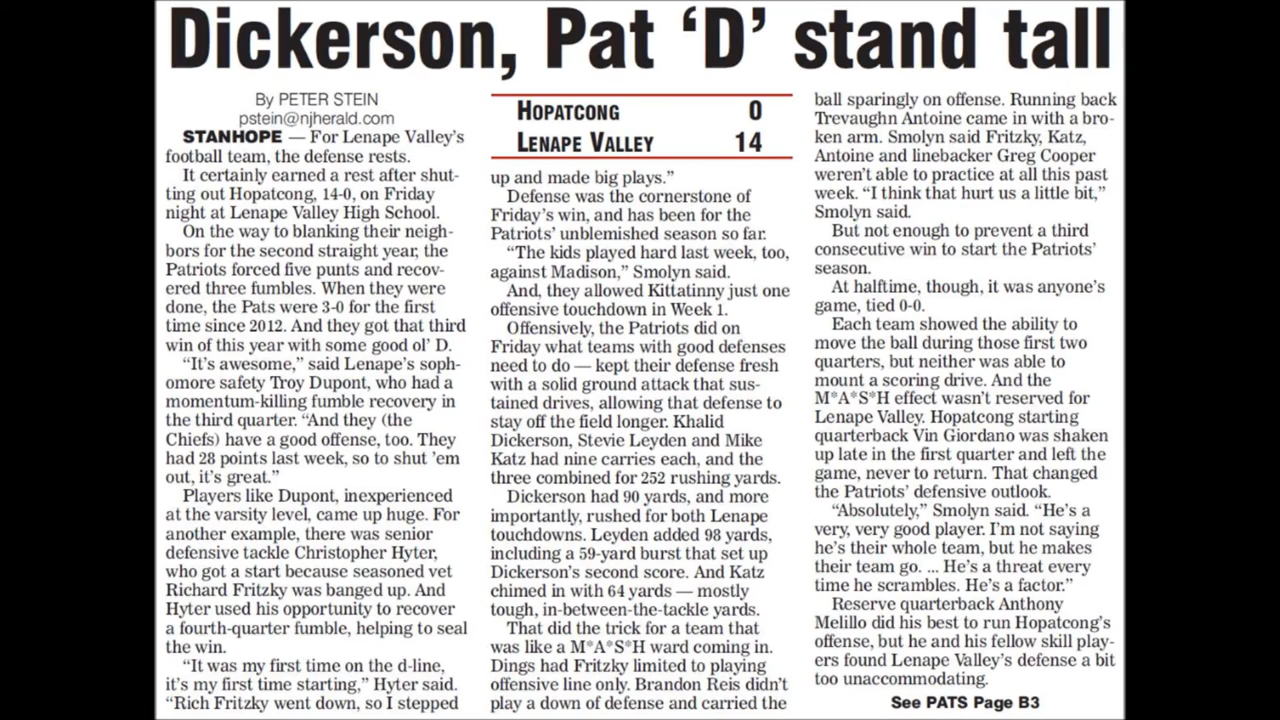 Dickerson, Pat ‘D’ stand tall
By PETER STEIN
pstein@njherald.com
STANHOPE — For Lenape Valley’s
football team, the defense rests.
It certainly earned a rest after shut-
ting out Hopatcong, 14-0, on Friday
night at Lenape Valley High School.
On the way to blanking their neigh-
bors for the second straight year, the
Patriots forced five punts and recov-
ered three fumbles. When they were
done, the Pats were 3-0 for the first
time since 2012. And they got that third
win of this year with some good ol’ D.
“It’s awesome,” said Lenape’s soph-
omore safety Troy Dupont, who had a
momentum-killing fumble recovery in
the third quarter. “And they (the
Chiefs) have a good offense, too. They
had 28 points last week, so to shut ’em
out, it’s great.”
Players like Dupont, inexperienced
at the varsity level, came up huge. For
another example, there was senior
defensive tackle Christopher Hyter,
who got a start because seasoned vet
Richard Fritzky was banged up. And
Hyter used his opportunity to recover
a fourth-quarter fumble, helping to seal
the win.
“It was my first time on the d-line,
it’s my first time starting,” Hyter said.
“Rich Fritzky went down, so I stepped
HOPATCONG 0
LENAPE VALLEY 14
up and made big plays.”
Defense was the cornerstone of
Friday’s win, and has been for the
Patriots’ unblemished season so far.
“The kids played hard last week, too,
against Madison,” Smolyn said.
And, they allowed Kittatinny just one
offensive touchdown in Week 1.
Offensively, the Patriots did on
Friday what teams with good defenses
need to do — kept their defense fresh
with a solid ground attack that sus-
tained drives, allowing that defense to
stay off the field longer. Khalid
Dickerson, Stevie Leyden and Mike
Katz had nine carries each, and the
three combined for 252 rushing yards.
Dickerson had 90 yards, and more
importantly, rushed for both Lenape
touchdowns. Leyden added 98 yards,
including a 59-yard burst that set up
Dickerson’s second score. And Katz
chimed in with 64 yards — mostly
tough, in-between-the-tackle yards.
That did the trick for a team that
was like a M*A*S*H ward coming in.
Dings had Fritzky limited to playing
offensive line only. Brandon Reis didn’t
play a down of defense and carried the
ball sparingly on offense. Running back
Trevaughn Antoine came in with a bro-
ken arm. Smolyn said Fritzky, Katz,
Antoine and linebacker Greg Cooper
weren’t able to practice at all this past
week. “I think that hurt us a little bit,”
Smolyn said.
But not enough to prevent a third
consecutive win to start the Patriots’
season.
At halftime, though, it was anyone’s
game, tied 0-0.
Each team showed the ability to
move the ball during those first two
quarters, but neither was able to
mount a scoring drive. And the
M*A*S*H effect wasn’t reserved for
Lenape Valley. Hopatcong starting
quarterback Vin Giordano was shaken
up late in the first quarter and left the
game, never to return. That changed
the Patriots’ defensive outlook.
“Absolutely,” Smolyn said. “He’s a
very, very good player. I’m not saying
he’s their whole team, but he makes
their team go. ... He’s a threat every
time he scrambles. He’s a factor.”
Reserve quarterback Anthony
Melillo did his best to run Hopatcong’s
offense, but he and his fellow skill play-
ers found Lenape Valley’s defense a bit
too unaccommodating.
See PATS Page B3